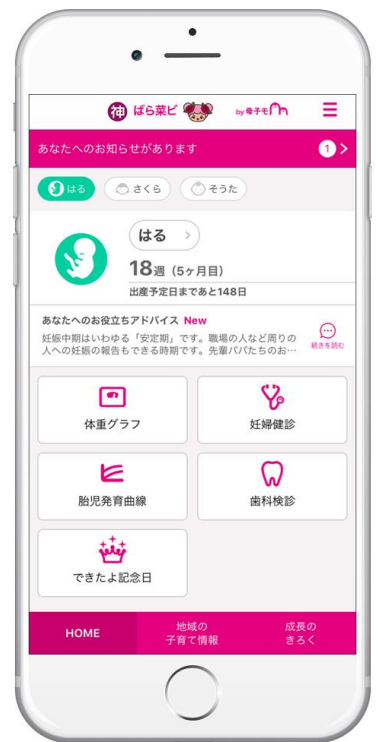 神 ばら菜ビ by 母子モ
あなたへのお知らせがあります 1
はる さくら そうた
はる
18週 (5ヶ月目)
出産予定日まであと148日
あなたへのお役立ちアドバイス New
妊娠中期はいわゆる「安定期」です。職場の人など周りの
人への妊娠の報告もできる時期です。先輩パパたちのお…
続きを読む
体重グラフ
妊婦健診
胎児発育曲線
歯科検診
できたよ記念日
HOME
地域の
子育て情報
成長の
きろく